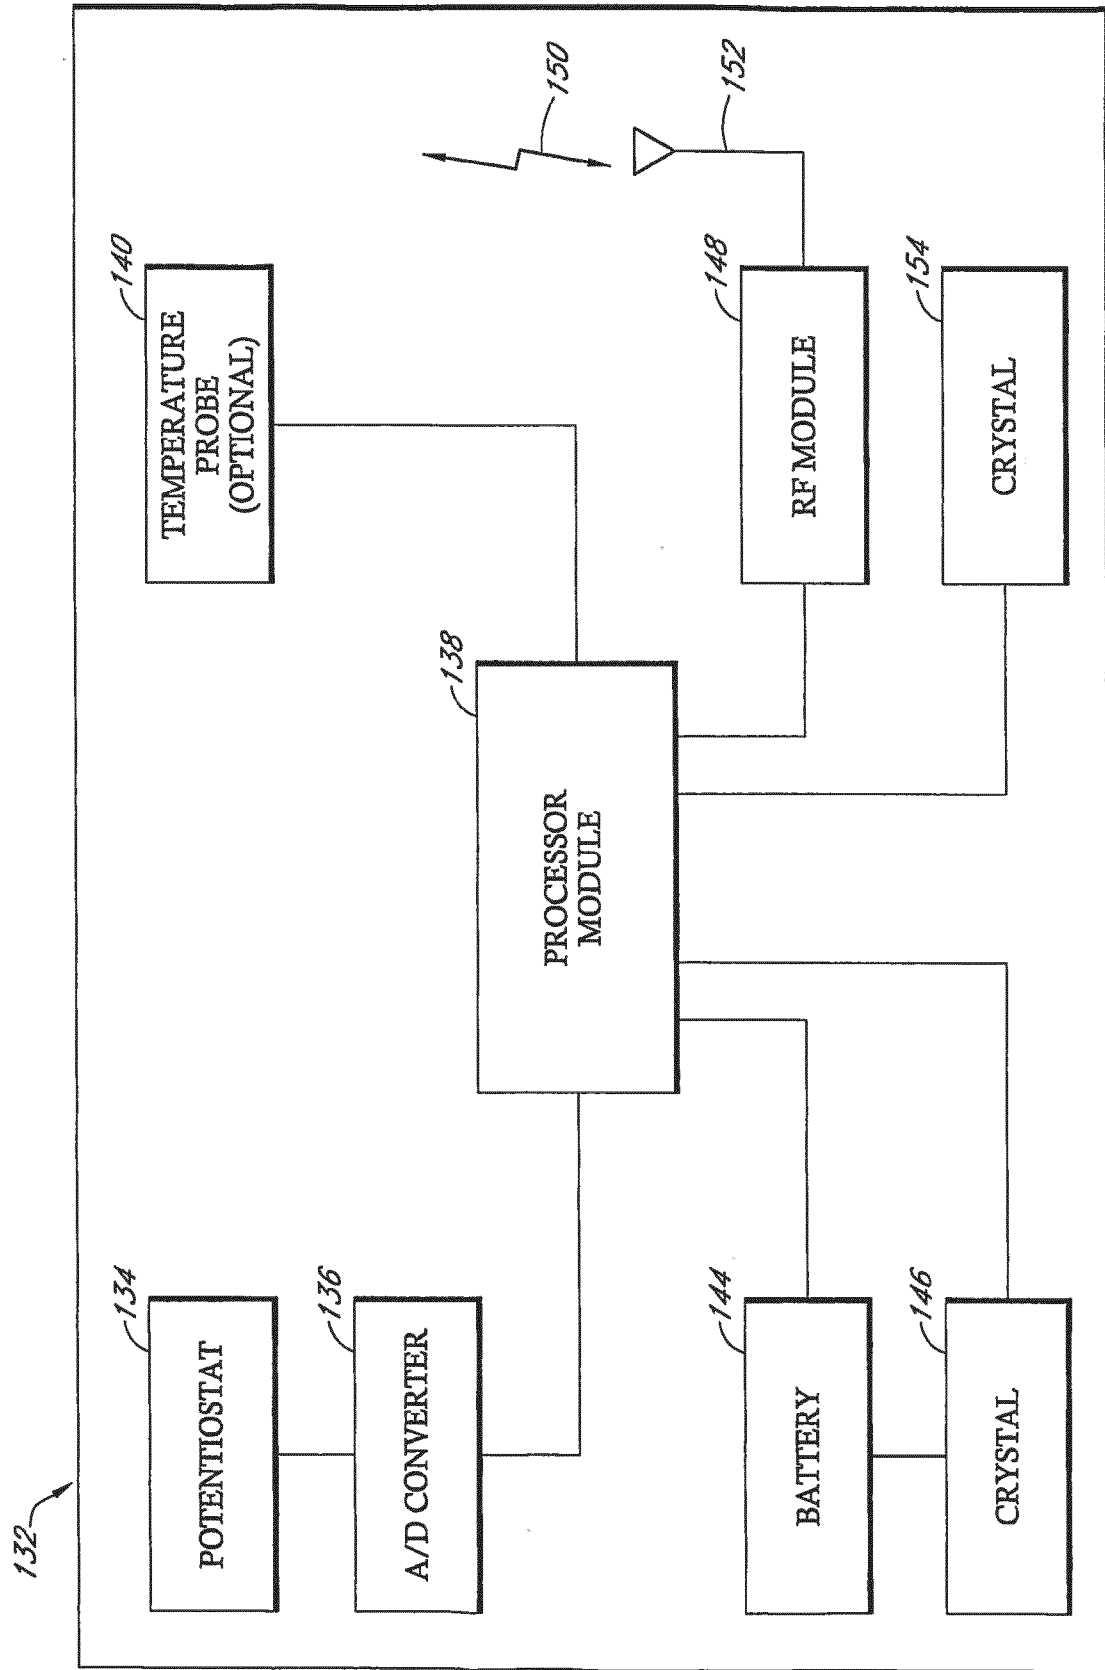 132
134
POTENTIOSTAT
136
A/D CONVERTER
138
PROCESSOR
MODULE
140
TEMPERATURE
PROBE
(OPTIONAL)
144
BATTERY
146
CRYSTAL
148
RF MODULE
150
152
154
CRYSTAL